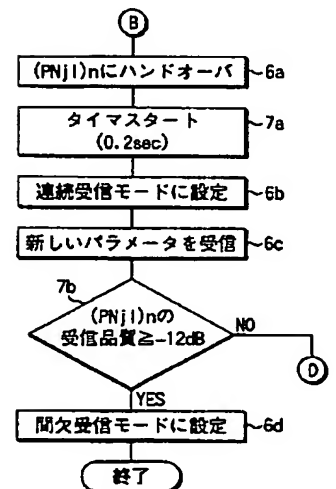 B
(PNjl)nにハンドオーバ 6a
タイマスタート
(0.2sec) 7a
連続受信モードに設定 6b
新しいパラメータを受信 6c
7b
(PNjl)nの
受信品質≧-12dB
NO
D
YES
間欠受信モードに設定 6d
終了